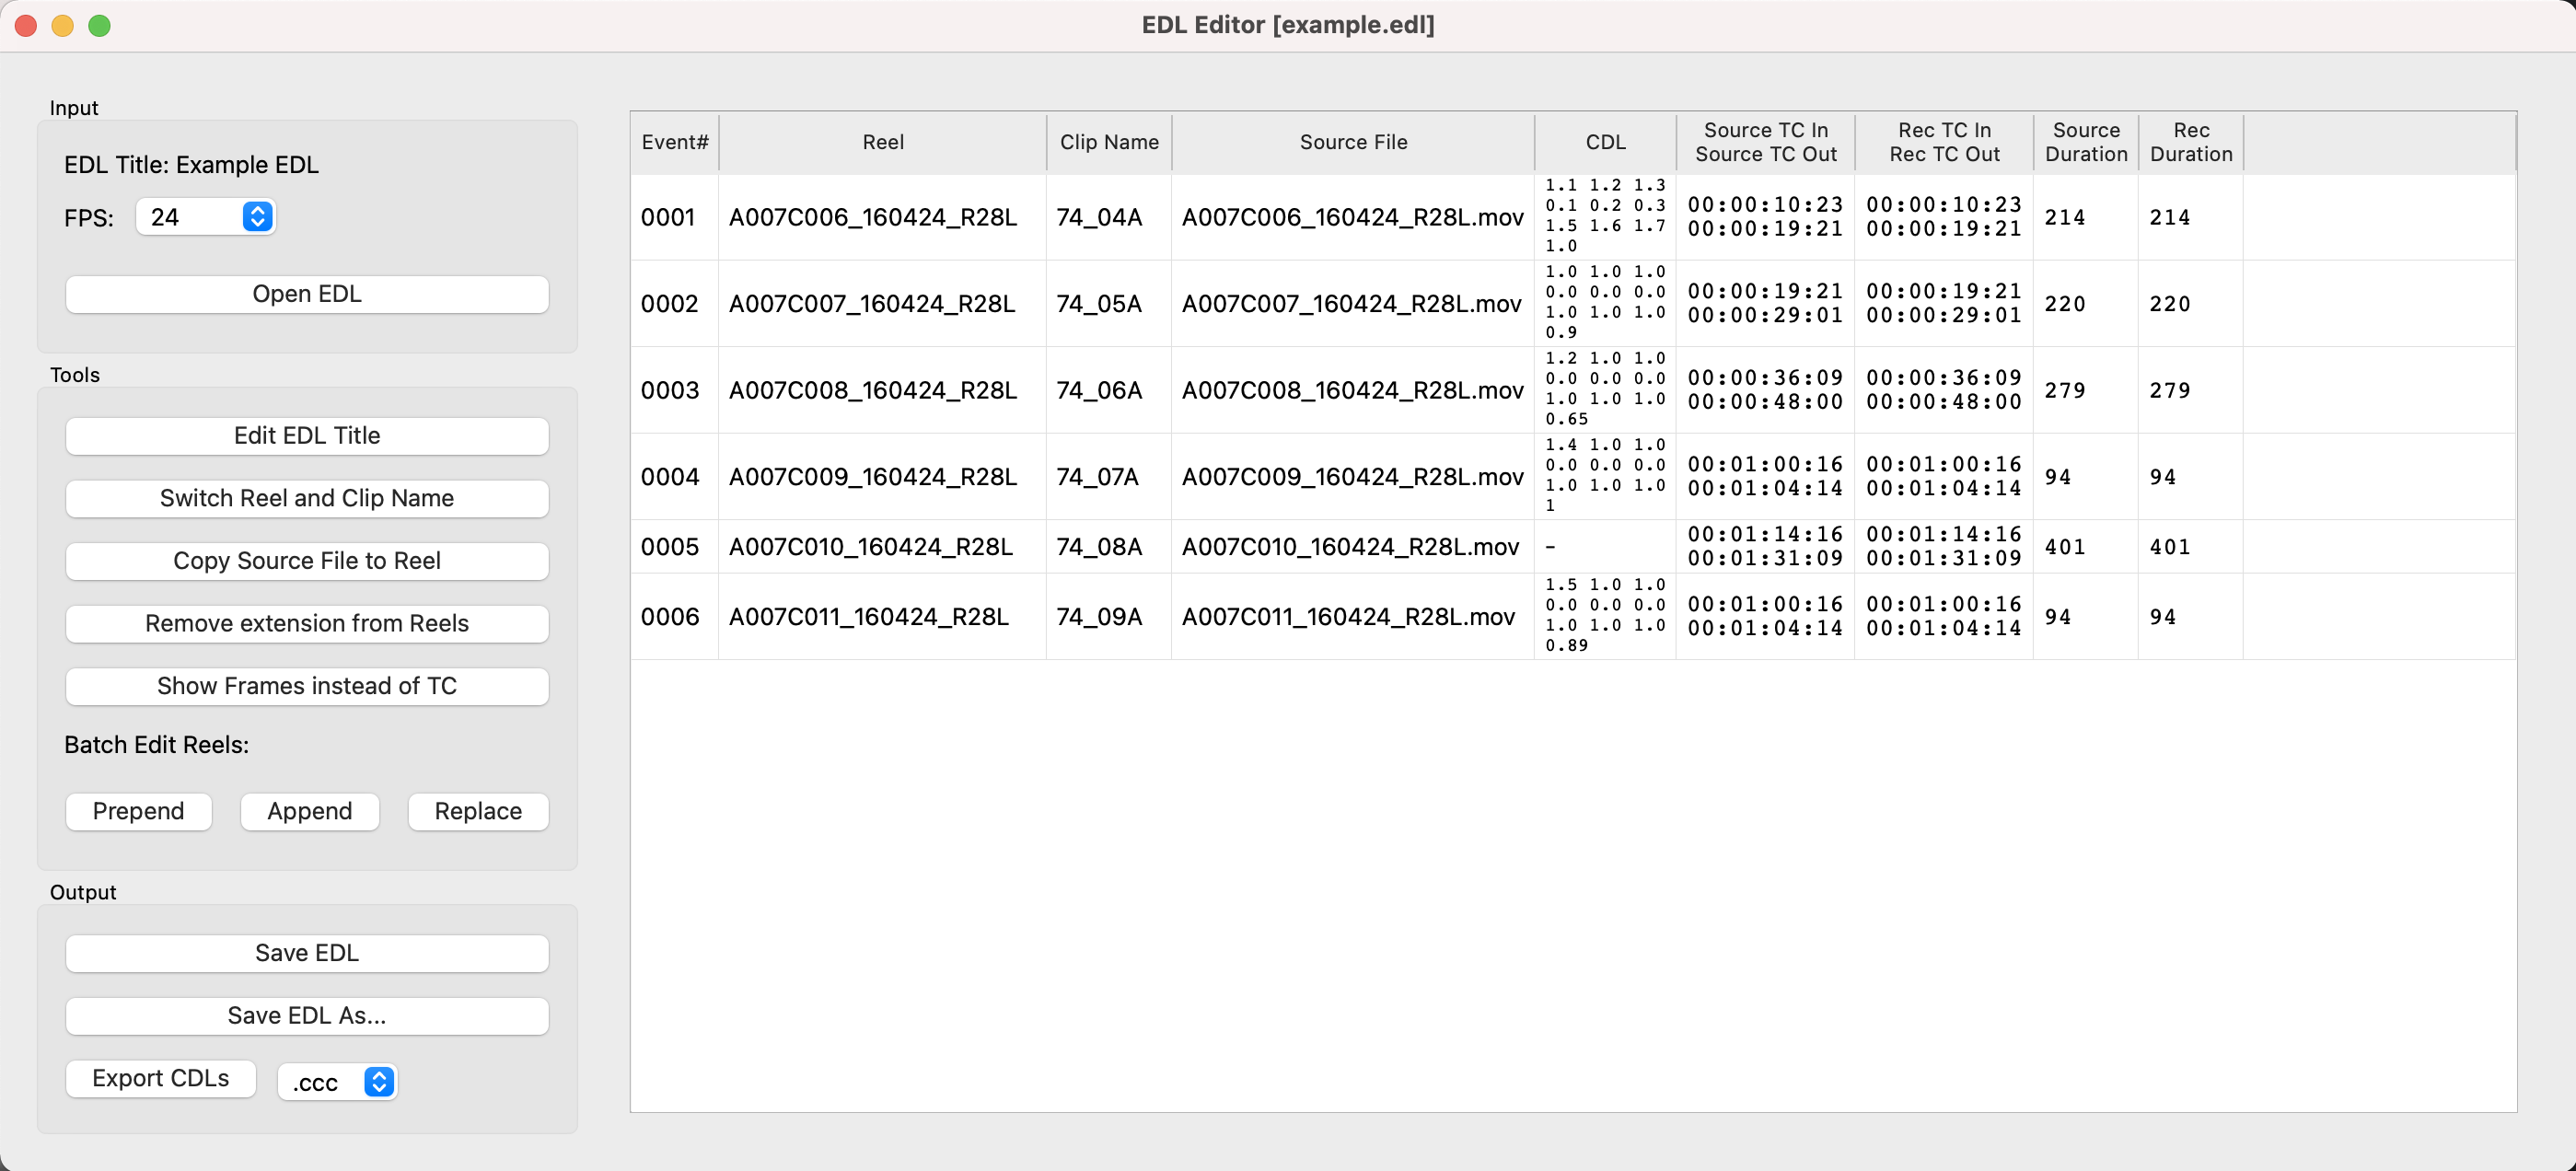 EDL Editor [example.edl]
Input
EDL Title: Example EDL
FPS: 24
Open EDL
Tools
Edit EDL Title
Switch Reel and Clip Name
Copy Source File to Reel
Remove extension from Reels
Show Frames instead of TC
Batch Edit Reels:
Prepend Append Replace
Output
Save EDL
Save EDL As...
Export CDLs .ccc
Event# Reel Clip Name Source File CDL Source TC In Rec TC In Source Rec
Source TC Out Rec TC Out Duration Duration
1.1 1.2 1.3
0001 A007C006_160424_R28L 74_04A A007C006_160424_R28L.mov 0.1 0.2 0.3 00:00:10:23 00:00:10:23 214 214
1.5 1.6 1.7 00:00:19:21 00:00:19:21
1.0
1.0 1.0 1.0
0002 A007C007_160424_R28L 74_05A A007C007_160424_R28L.mov 0.0 0.0 0.0 00:00:19:21 00:00:19:21 220 220
1.0 1.0 1.0 00:00:29:01 00:00:29:01
0.9
1.2 1.0 1.0
0003 A007C008_160424_R28L 74_06A A007C008_160424_R28L.mov 0.0 0.0 0.0 00:00:36:09 00:00:36:09 279 279
1.0 1.0 1.0 00:00:48:00 00:00:48:00
0.65
1.4 1.0 1.0
0004 A007C009_160424_R28L 74_07A A007C009_160424_R28L.mov 0.0 0.0 0.0 00:01:00:16 00:01:00:16 94 94
1.0 1.0 1.0 00:01:04:14 00:01:04:14
1
0005 A007C010_160424_R28L 74_08A A007C010_160424_R28L.mov - 00:01:14:16 00:01:14:16 401 401
00:01:31:09 00:01:31:09
1.5 1.0 1.0
0006 A007C011_160424_R28L 74_09A A007C011_160424_R28L.mov 0.0 0.0 0.0 00:01:00:16 00:01:00:16 94 94
1.0 1.0 1.0 00:01:04:14 00:01:04:14
0.89